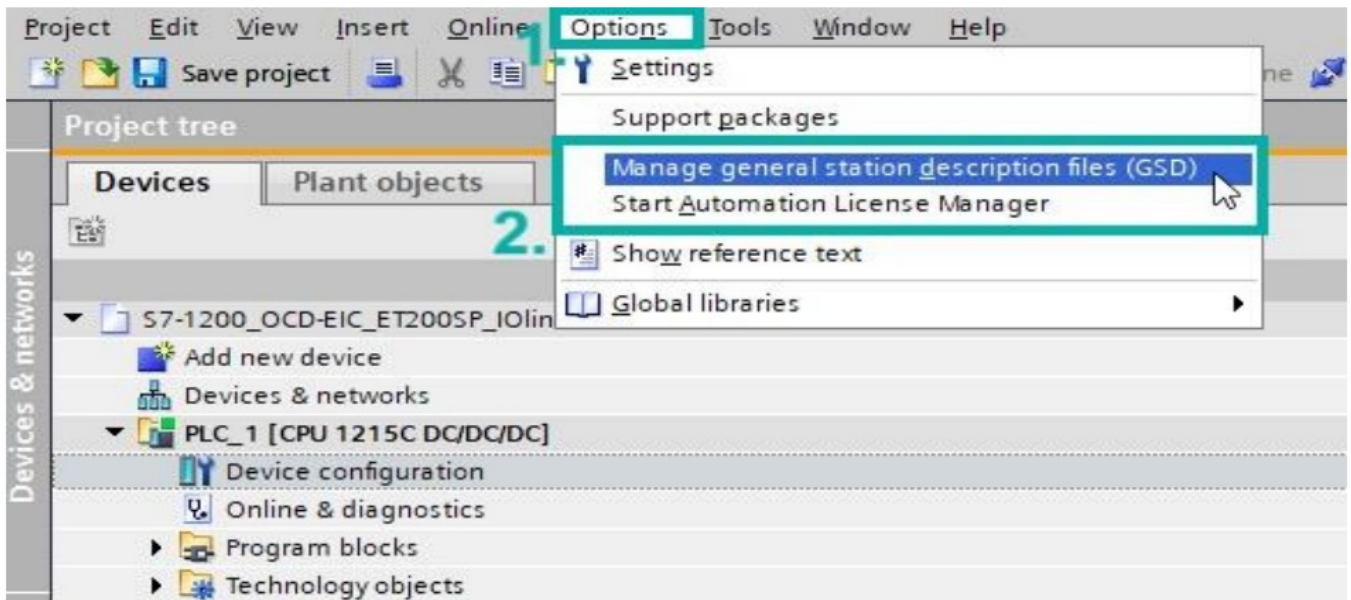 Project Edit View Insert Online Options Tools Window Help
1.
Save project
ne
Settings
Support packages
Project tree
Manage general station description files (GSD)
Devices Plant objects
Start Automation License Manager
2.
Show reference text
Global libraries
S7-1200_OCD-EIC_ET200SP_IOlin
Add new device
Devices & networks
PLC_1 [CPU 1215C DC/DC/DC]
Device configuration
Online & diagnostics
Program blocks
Technology objects
Devices & networks